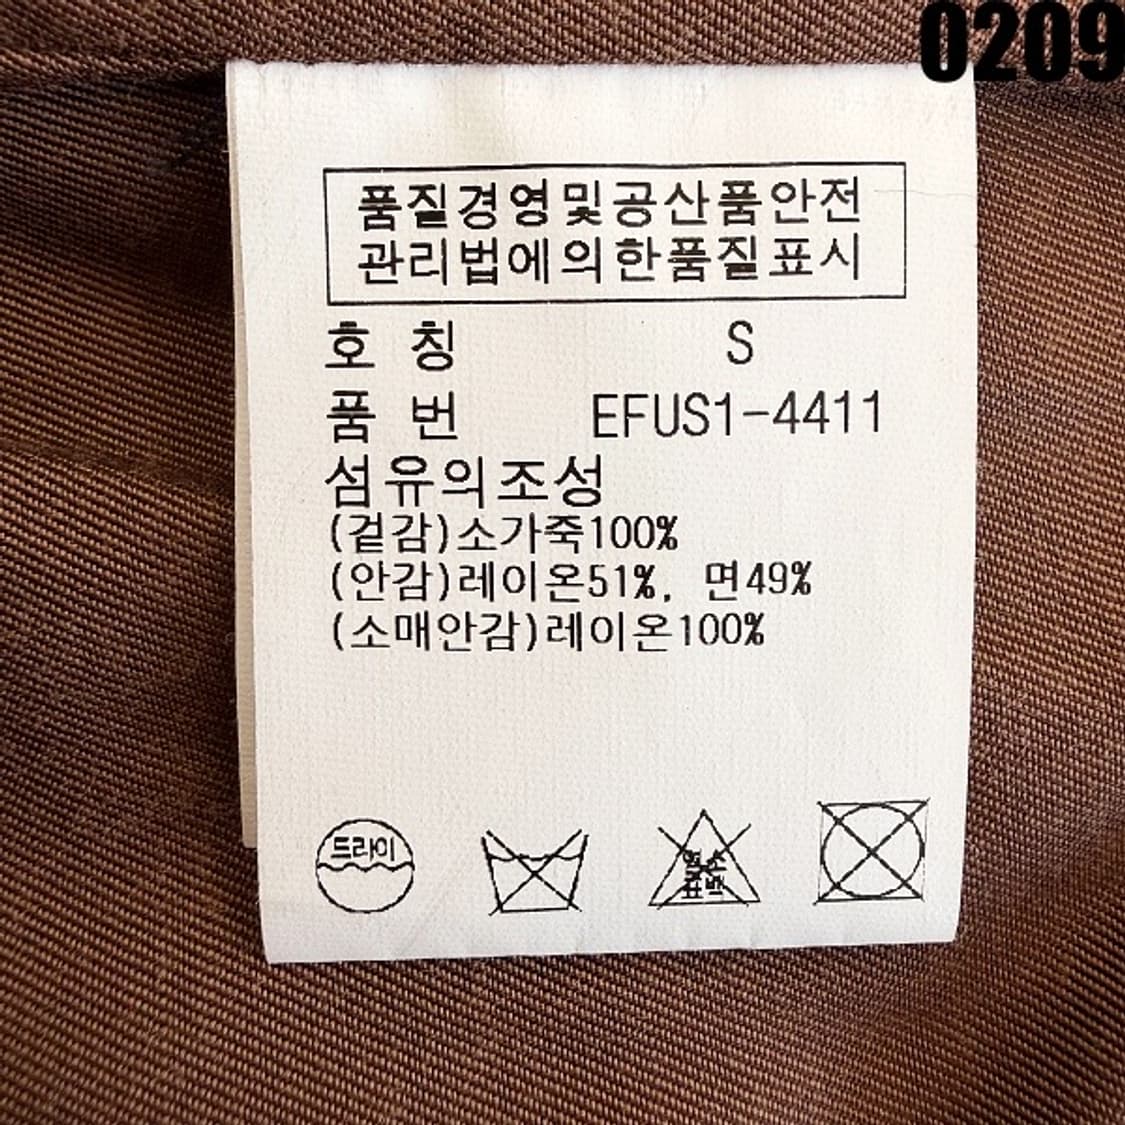 0209
품질경영및공산품안전
관리법에의한품질표시
호 칭 S
품 번 EFUS1-4411
섬유의조성
(겉감)소가죽100%
(안감)레이온51%, 면49%
(소매안감)레이온100%
드라이
염소
표백